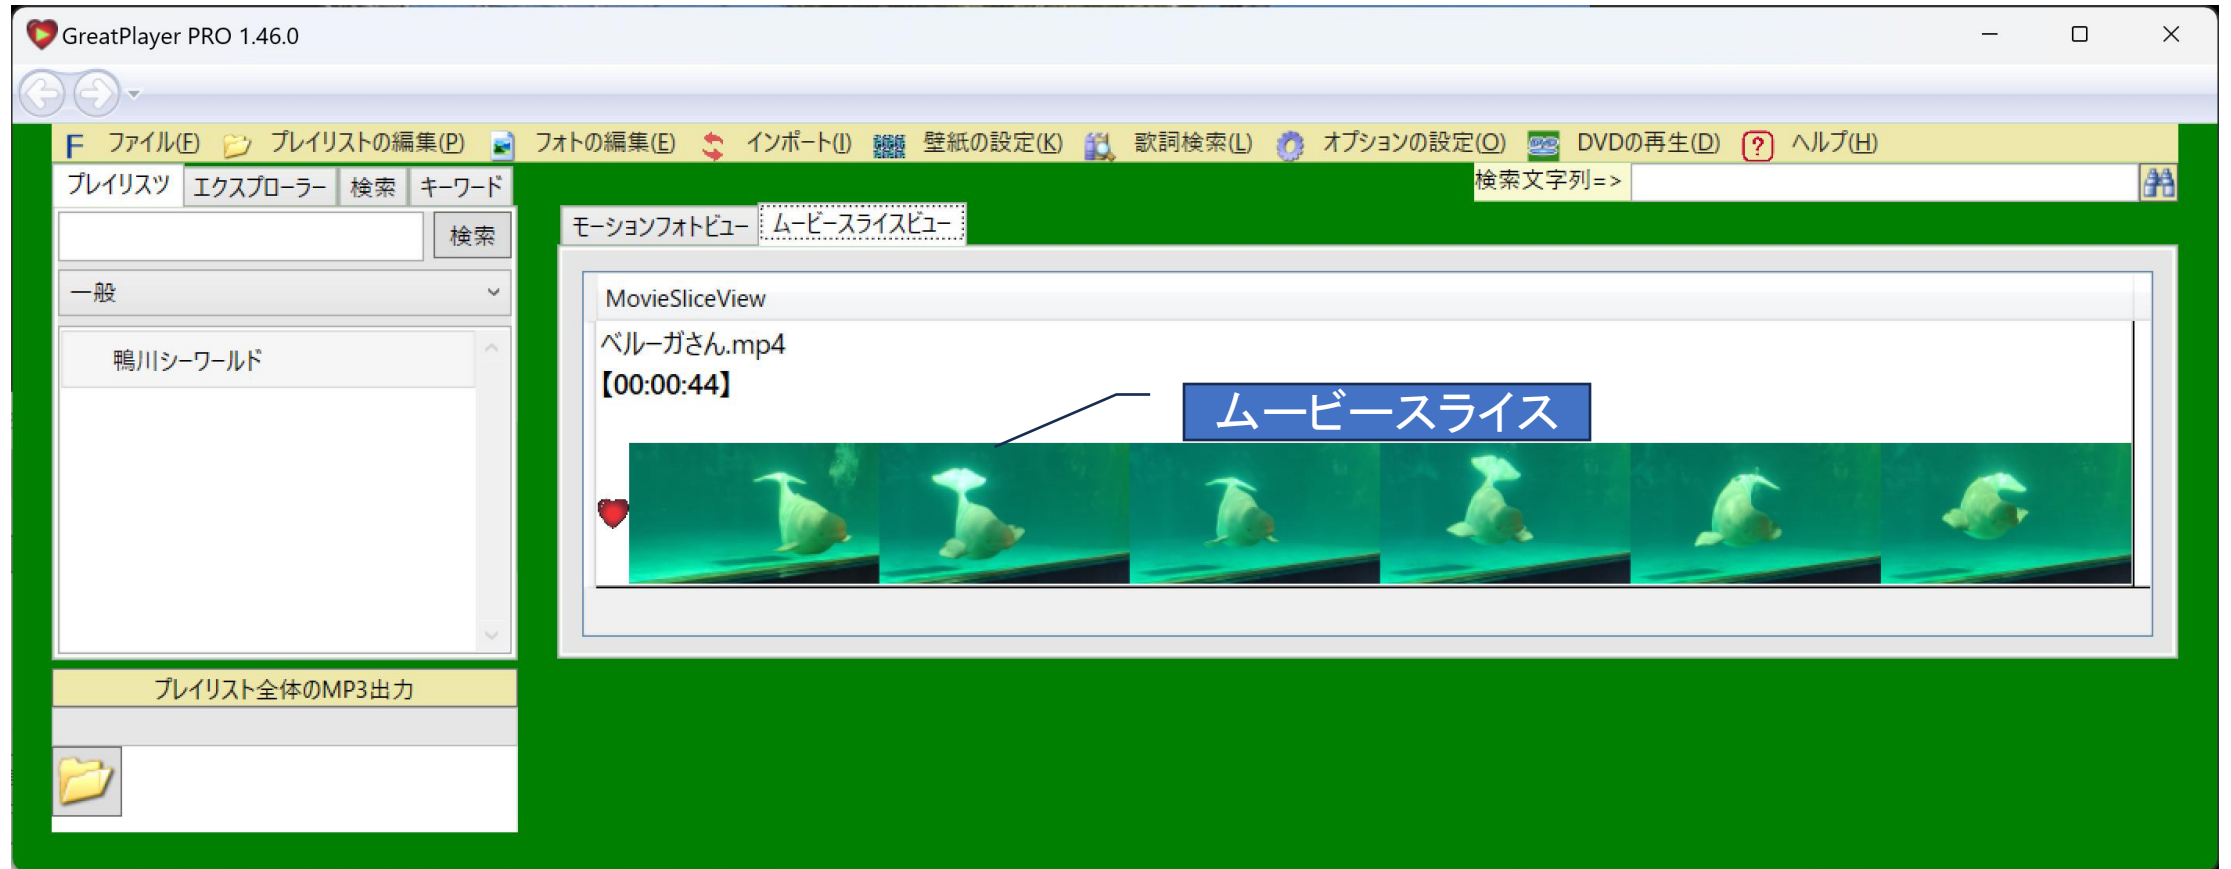 GreatPlayer PRO 1.46.0
F ファイル(F) プレイリストの編集(P) フォトの編集(E) インポート(I) 壁紙の設定(K) 歌詞検索(L) オプションの設定(O) DVDの再生(D) ? ヘルプ(H)
プレイリスツ エクスプローラー 検索 キーワード
検索文字列=>
検索
モーションフォトビュー ムービースライスビュー
一般
MovieSliceView
鴨川シーワールド
ベルーガさん.mp4
【00:00:44】
ムービースライス
プレイリスト全体のMP3出力